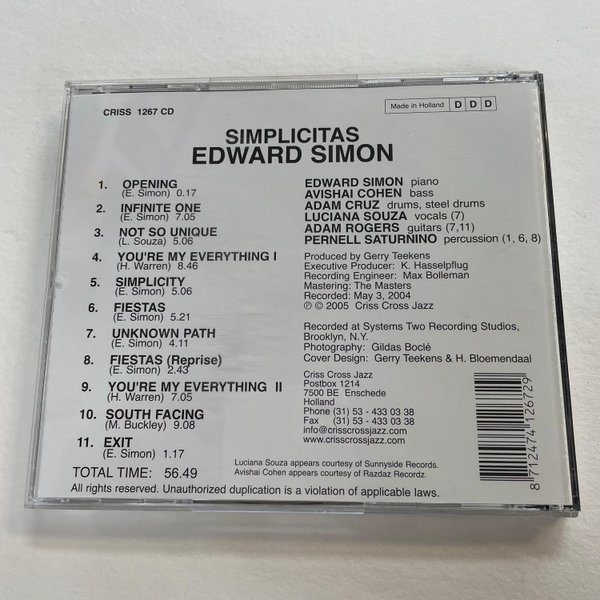 CRISS 1267 CD
Made in Holland D D D
SIMPLICITAS
EDWARD SIMON
1. OPENING
(E. Simon) 0.17
2. INFINITE ONE
(E. Simon) 7.05
3. NOT SO UNIQUE
(L. Souza) 5.06
4. YOU'RE MY EVERYTHING I
(H. Warren) 8.46
5. SIMPLICITY
(E. Simon) 5.06
6. FIESTAS
(E. Simon) 5.21
7. UNKNOWN PATH
(E. Simon) 4.11
8. FIESTAS (Reprise)
(E. Simon) 2.43
9. YOU'RE MY EVERYTHING II
(H. Warren) 7.05
10. SOUTH FACING
(M. Buckley) 9.08
11. EXIT
(E. Simon) 1.17
TOTAL TIME: 56.49
EDWARD SIMON piano
AVISHAI COHEN bass
ADAM CRUZ drums, steel drums
LUCIANA SOUZA vocals (7)
ADAM ROGERS guitars (7,11)
PERNELL SATURNINO percussion (1, 6, 8)
Produced by Gerry Teekens
Executive Producer: K. Hasselpflug
Recording Engineer: Max Bolleman
Mastering: The Masters
Recorded: May 3, 2004
℗ © 2005 Criss Cross Jazz
Recorded at Systems Two Recording Studios,
Brooklyn, N.Y.
Photography: Gildas Boclé
Cover Design: Gerry Teekens & H. Bloemendaal
Criss Cross Jazz
Postbox 1214
7500 BE Enschede
Holland
Phone (31) 53 - 433 03 38
Fax (31) 53 - 433 03 38
info@crisscrossjazz.com
www.crisscrossjazz.com
8 712474 126729
Luciana Souza appears courtesy of Sunnyside Records.
Avishai Cohen appears courtesy of Razdaz Recordz.
All rights reserved. Unauthorized duplication is a violation of applicable laws.